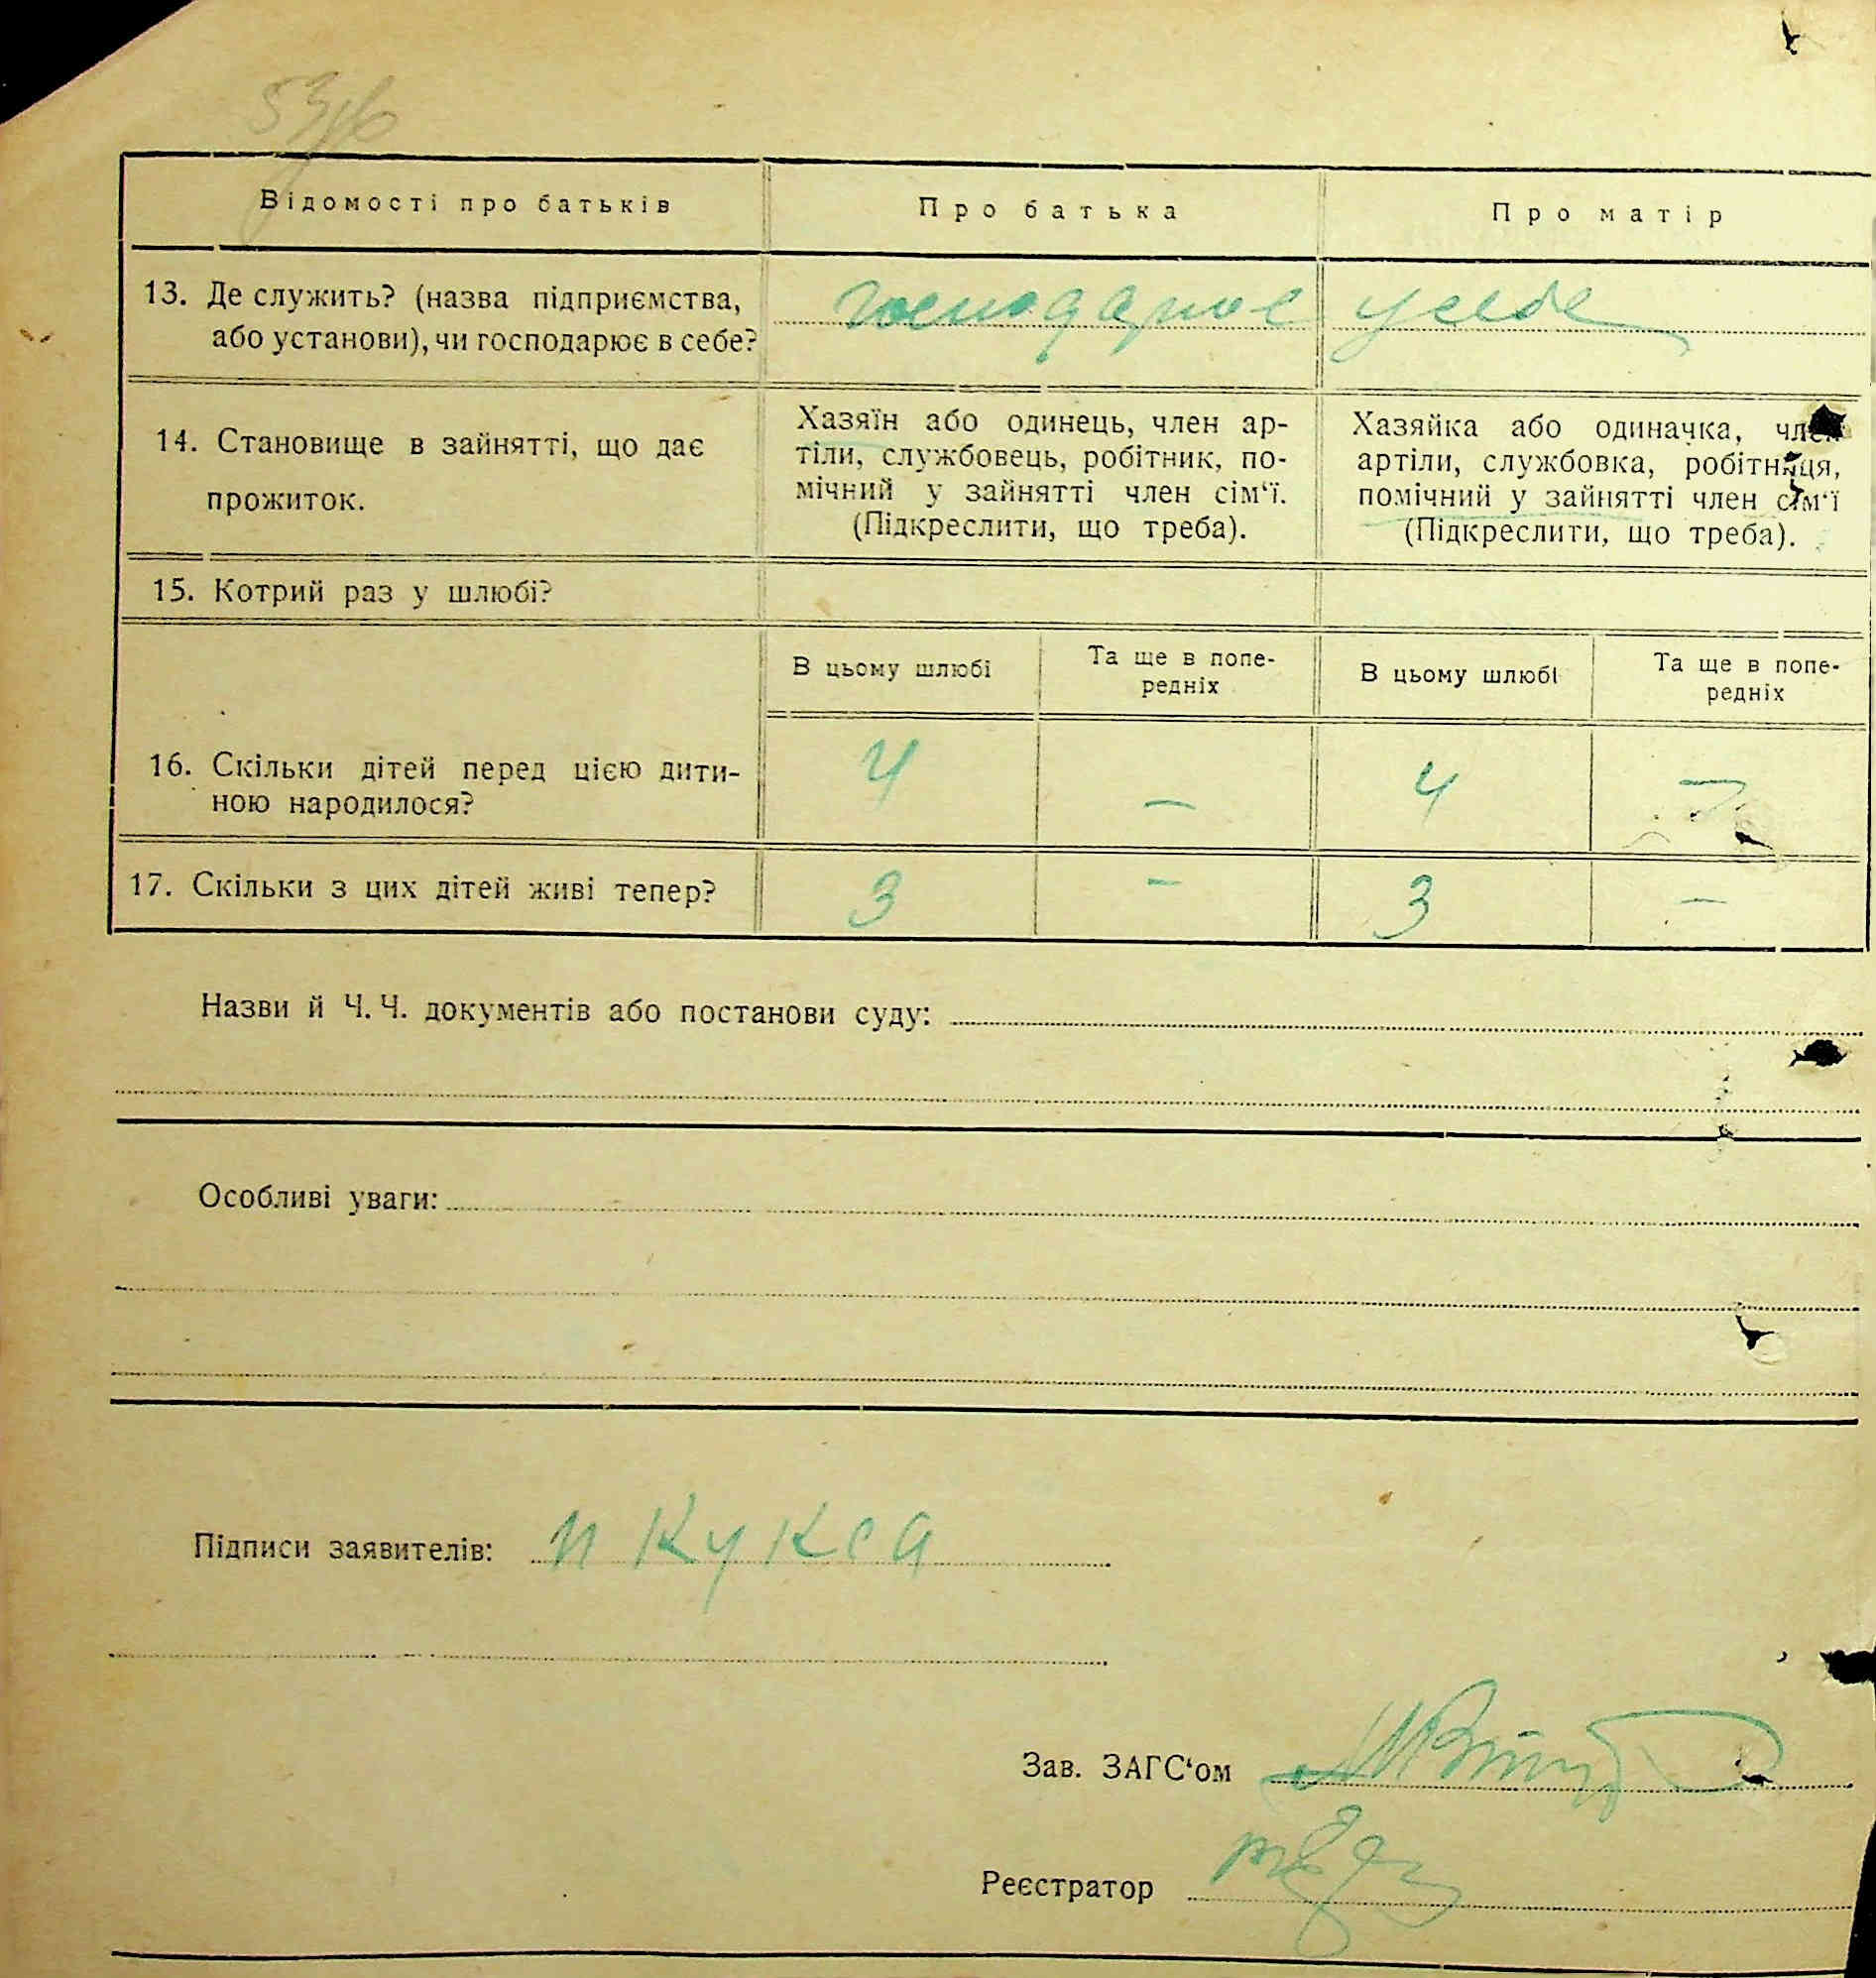 Відомості про батьків Про батька Про матір
13. Де служить? (назва підприємства, або установи), чи господарює в себе? господарює у себе
14. Становище в зайнятті, що дає прожиток.
Хазяїн або одинець, член ар-
тіли, службовець, робітник, по-
мічний у зайнятті член сім‘ї.
(Підкреслити, що треба).
Хазяйка або одиначка, член
артіли, службовка, робітниця,
помічний у зайнятті член сім‘ї
(Підкреслити, що треба).
15. Котрий раз у шлюбі?
В цьому шлюбі Та ще в попе-
редніх В цьому шлюбі Та ще в попе-
редніх
16. Скільки дітей перед цією дити-
ною народилося? 4 — 4 —
17. Скільки з цих дітей живі тепер? 3 — 3 —
Назви й Ч. Ч. документів або постанови суду:
Особливі уваги:
Підписи заявителів: П Кукса
Зав. ЗАГС‘ом
Реєстратор